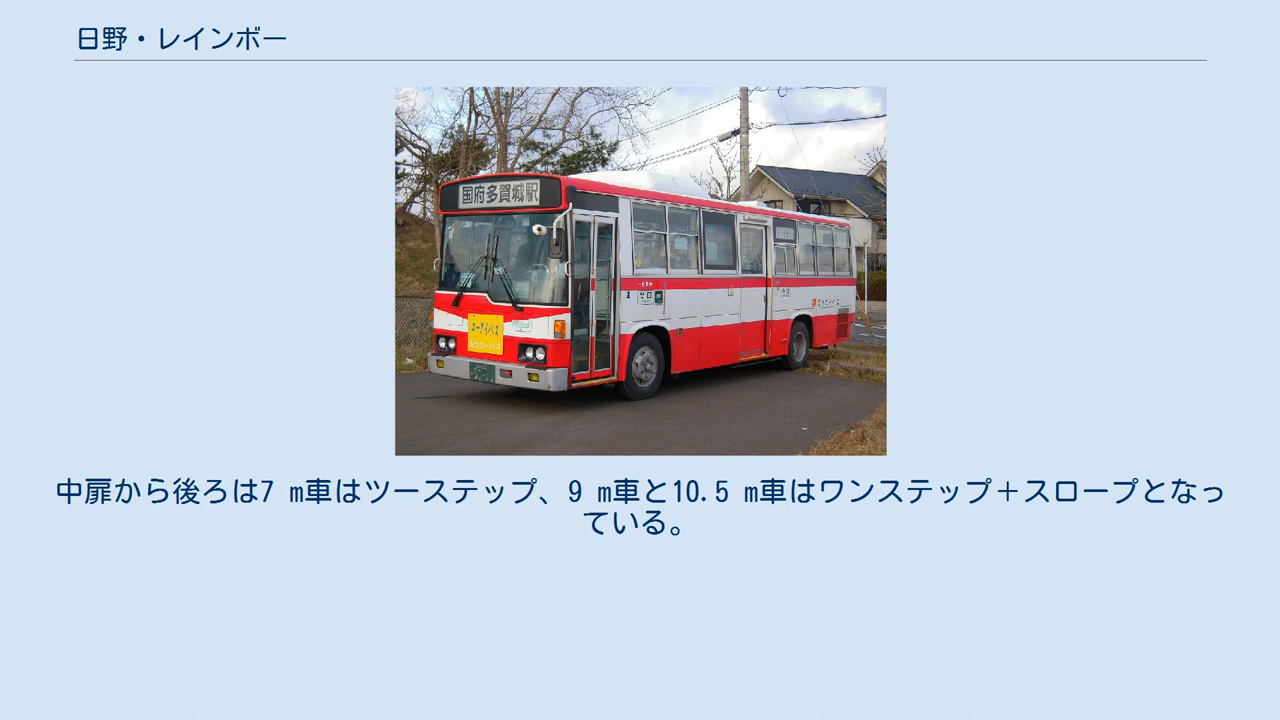 日野・レインボー
国府多賀城駅
中扉から後ろは7 m車はツーステップ、9 m車と10.5 m車はワンステップ＋スロープとなっ
ている。